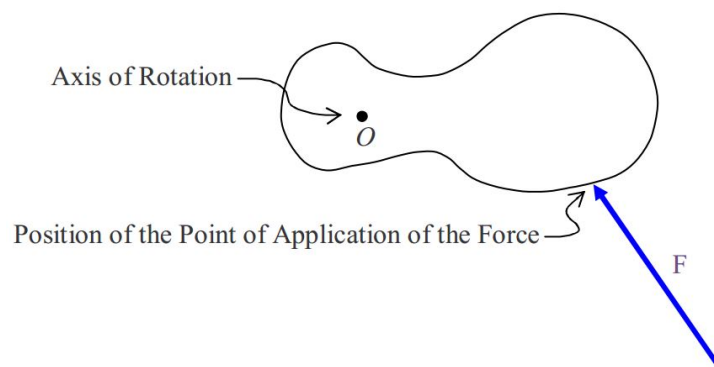 Axis of Rotation
O
Position of the Point of Application of the Force
F